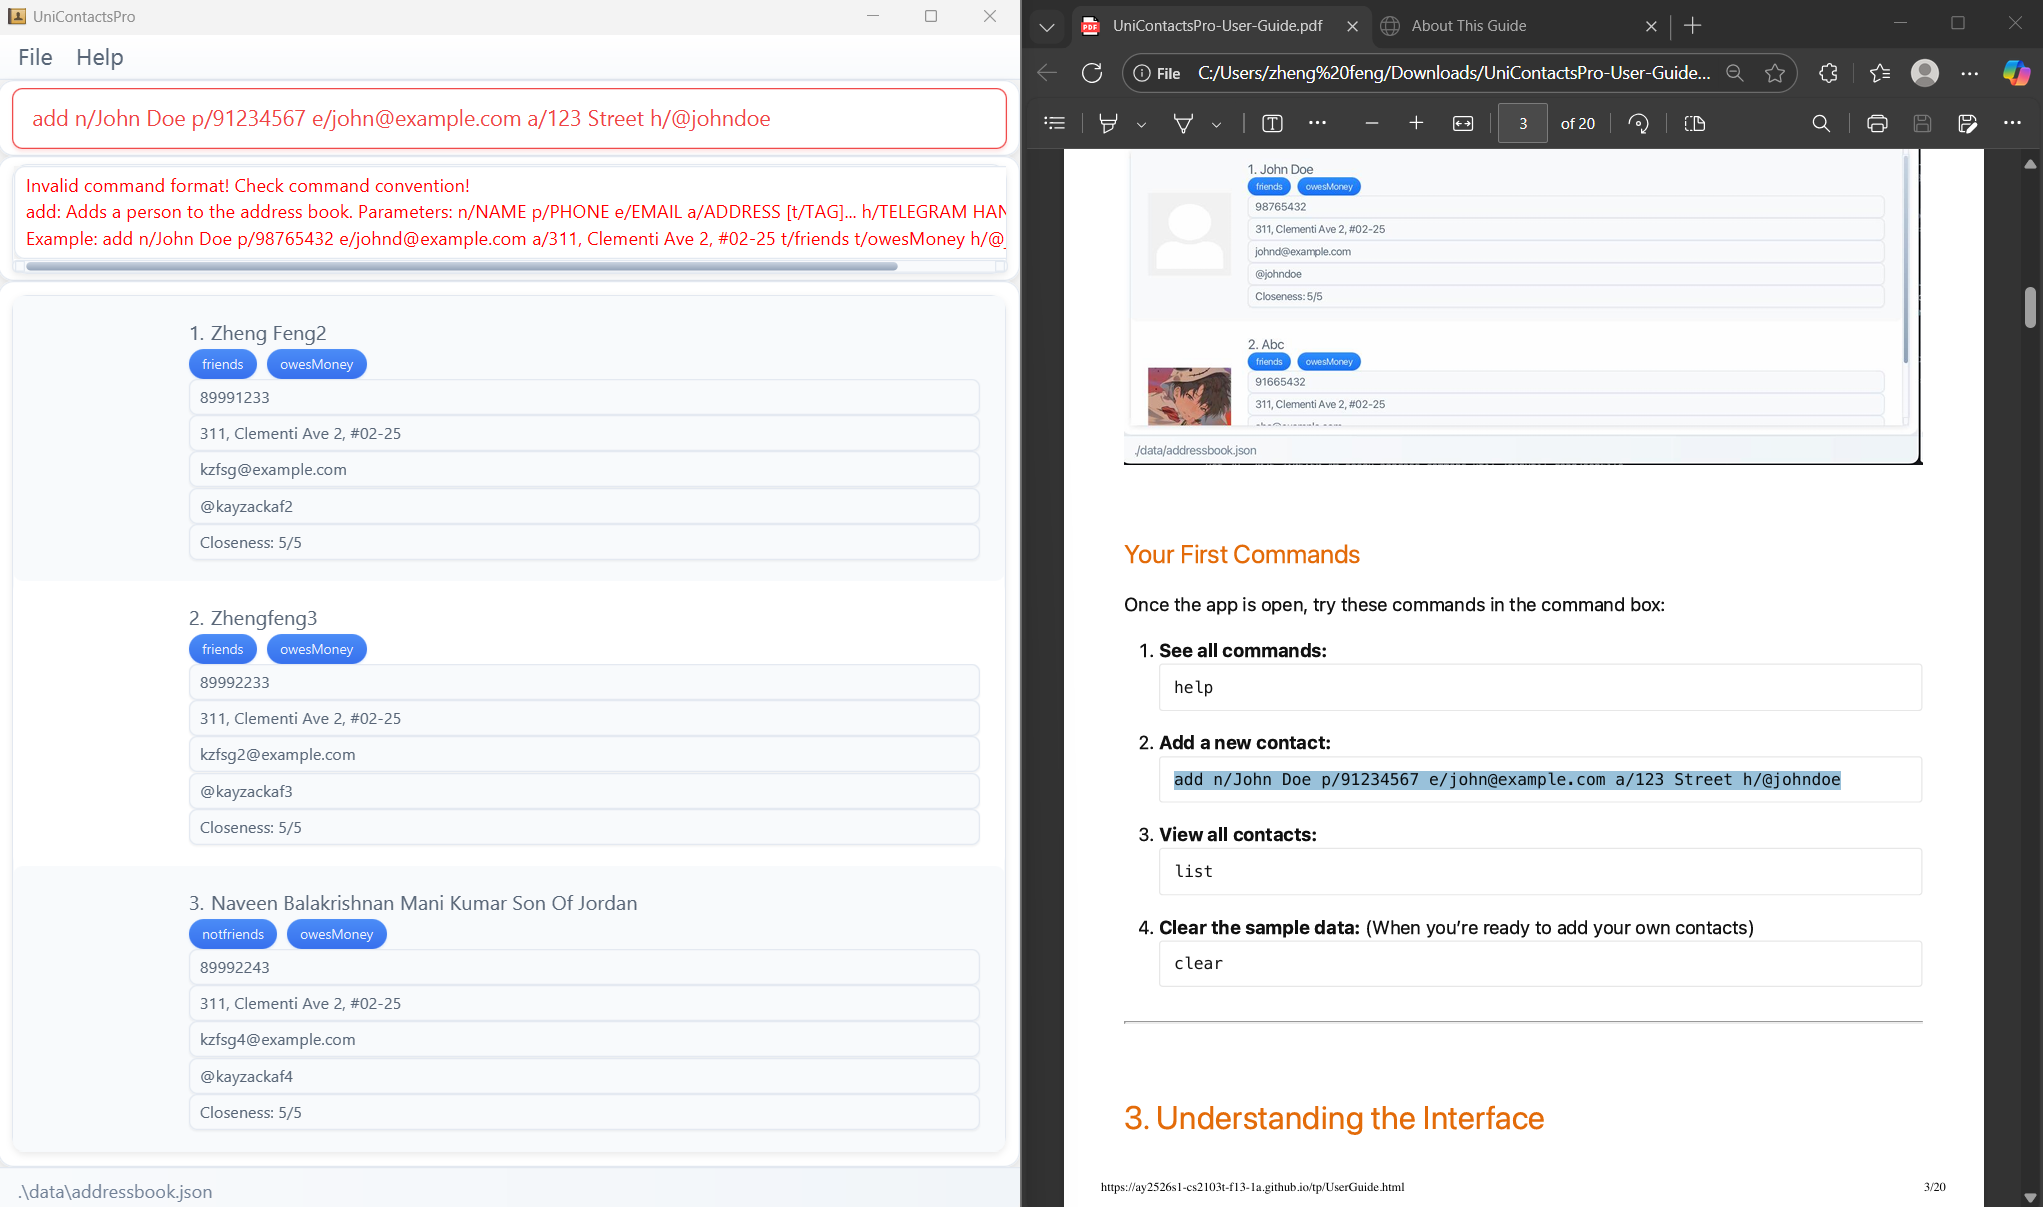 UniContactsPro
File Help
add n/John Doe p/91234567 e/john@example.com a/123 Street h/@johndoe
Invalid command format! Check command convention!
add: Adds a person to the address book. Parameters: n/NAME p/PHONE e/EMAIL a/ADDRESS [t/TAG]... h/TELEGRAM HAN
Example: add n/John Doe p/98765432 e/johnd@example.com a/311, Clementi Ave 2, #02-25 t/friends t/owesMoney h/@
1. Zheng Feng2
friends owesMoney
89991233
311, Clementi Ave 2, #02-25
kzfsg@example.com
@kayzackaf2
Closeness: 5/5
2. Zhengfeng3
friends owesMoney
89992233
311, Clementi Ave 2, #02-25
kzfsg2@example.com
@kayzackaf3
Closeness: 5/5
3. Naveen Balakrishnan Mani Kumar Son Of Jordan
notfriends owesMoney
89992243
311, Clementi Ave 2, #02-25
kzfsg4@example.com
@kayzackaf4
Closeness: 5/5
.\data\addressbook.json
UniContactsPro-User-Guide.pdf
About This Guide
File C:/Users/zheng%20feng/Downloads/UniContactsPro-User-Guide...
3 of 20
1. John Doe
friends owesMoney
98765432
311, Clementi Ave 2, #02-25
johnd@example.com
@johndoe
Closeness: 5/5
2. Abc
friends owesMoney
91665432
311, Clementi Ave 2, #02-25
./data/addressbook.json
Your First Commands
Once the app is open, try these commands in the command box:
1. See all commands:
help
2. Add a new contact:
add n/John Doe p/91234567 e/john@example.com a/123 Street h/@johndoe
3. View all contacts:
list
4. Clear the sample data: (When you’re ready to add your own contacts)
clear
3. Understanding the Interface
https://ay2526s1-cs2103t-f13-1a.github.io/tp/UserGuide.html
3/20